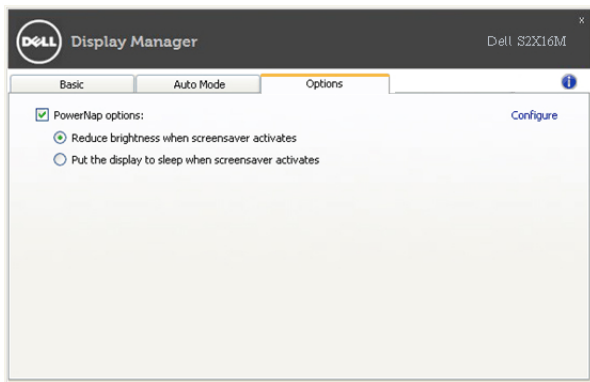 x
DELL Display Manager
Dell S2X16M
Basic
Auto Mode
Options
i
PowerNap options:
Configure
Reduce brightness when screensaver activates
Put the display to sleep when screensaver activates